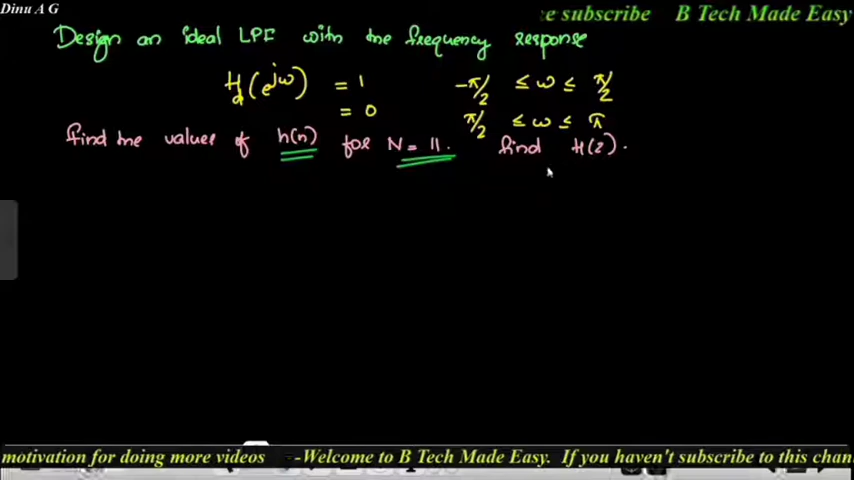 Dinu A G
e subscribe B Tech Made Easy
Design an ideal LPF with the frequency response
Hd(e^jω) = 1 -π/2 ≤ ω ≤ π/2
= 0 π/2 ≤ ω ≤ π
find the values of h(n) for N = 11. find H(z).
motivation for doing more videos --Welcome to B Tech Made Easy. If you haven't subscribe to this chan